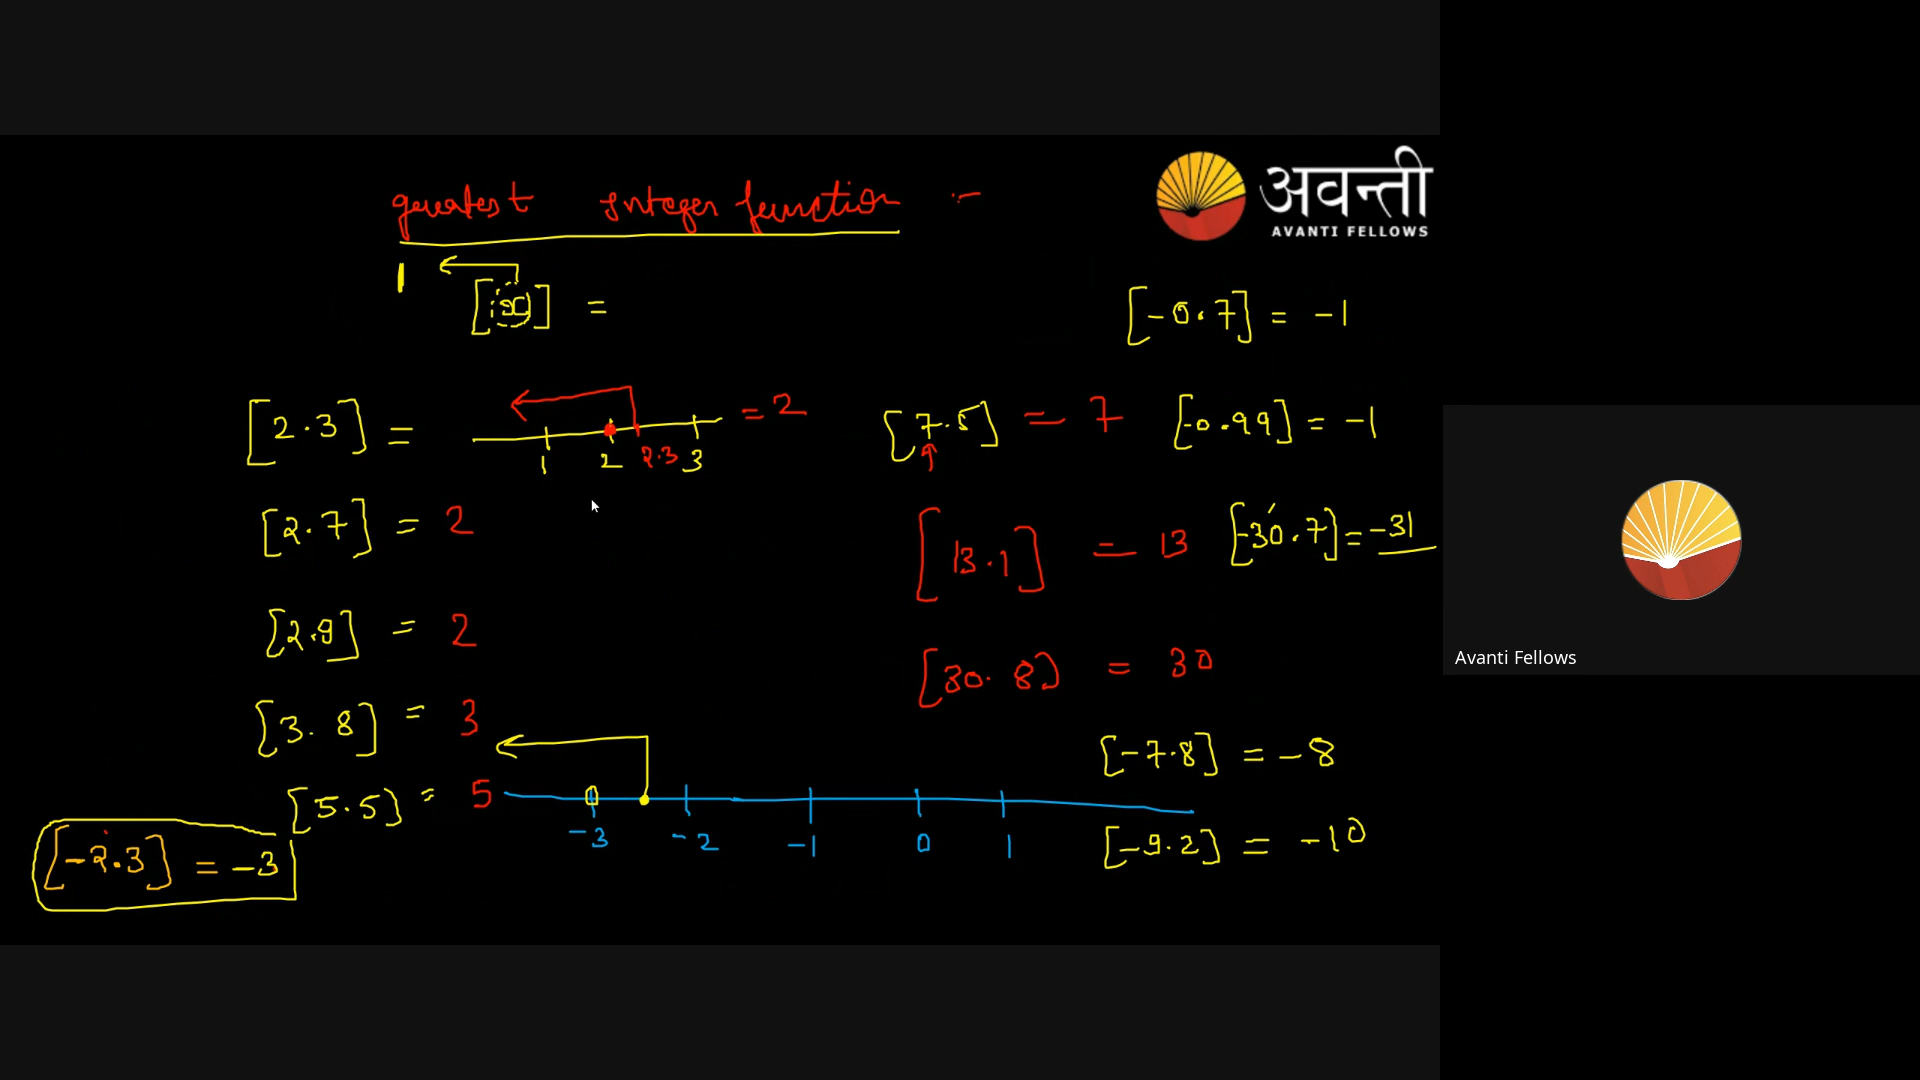 greatest Integer function :-
अवन्ती
AVANTI FELLOWS
[x] =
[-0.7] = -1
[2.3] =
1 2 2.3 3
= 2
[7.5] = 7
[-0.99] = -1
[2.7] = 2
[13.1] = 13
[-30.7] = -31
[2.9] = 2
[30.8] = 30
[3.8] = 3
[-7.8] = -8
[5.5] = 5
-3 -2 -1 0 1
[-9.2] = -10
[-2.3] = -3
Avanti Fellows